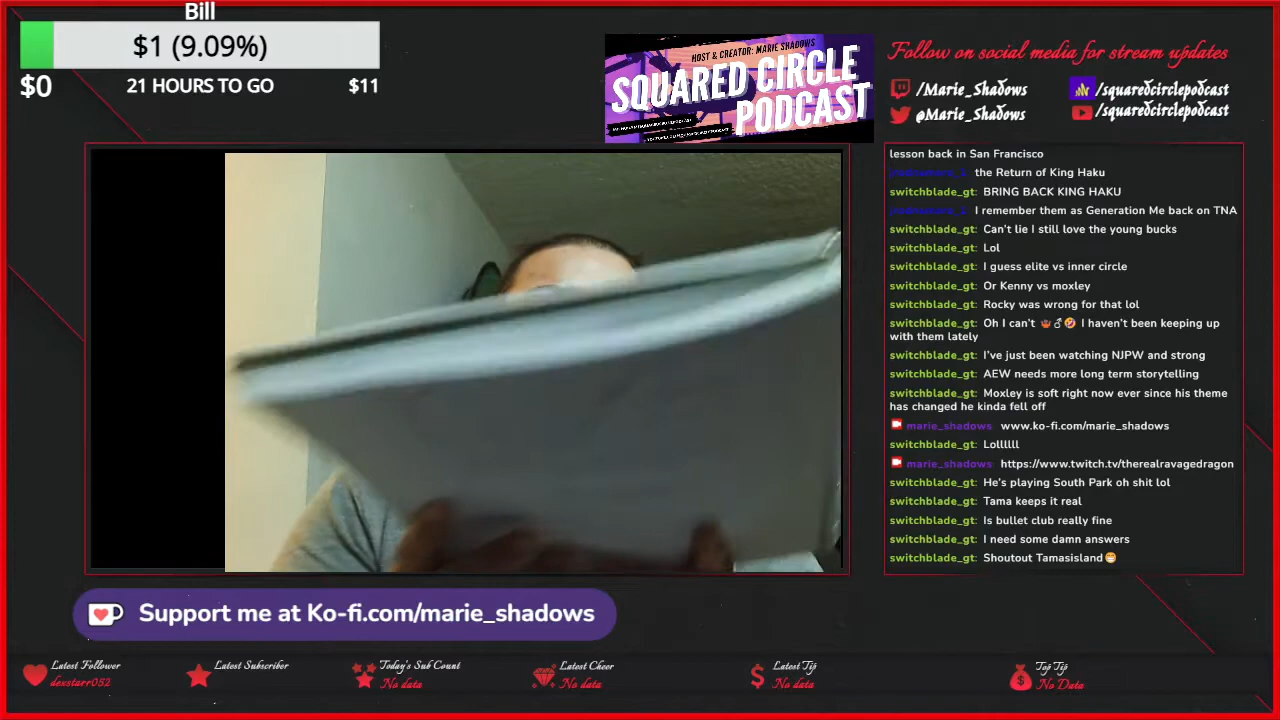 Bill
$1 (9.09%)
$0
21 HOURS TO GO
$11
HOST & CREATOR: MARIE SHADOWS
SQUARED CIRCLE
PODCAST
Follow on social media for stream updates
/Marie_Shadows
/squaredcirclepodcast
@Marie_Shadows
/squaredcirclepodcast
lesson back in San Francisco
the Return of King Haku
switchblade_gt: BRING BACK KING HAKU
I remember them as Generation Me back on TNA
switchblade_gt: Can't lie I still love the young bucks
switchblade_gt: Lol
switchblade_gt: I guess elite vs inner circle
switchblade_gt: Or Kenny vs moxley
switchblade_gt: Rocky was wrong for that lol
switchblade_gt: Oh I can't 🤷🏾♂🤣 I haven't been keeping up
with them lately
switchblade_gt: I've just been watching NJPW and strong
switchblade_gt: AEW needs more long term storytelling
switchblade_gt: Moxley is soft right now ever since his theme
has changed he kinda fell off
marie_shadows www.ko-fi.com/marie_shadows
switchblade_gt: Lollllll
marie_shadows https://www.twitch.tv/therealravagedragon
switchblade_gt: He's playing South Park oh shit lol
switchblade_gt: Tama keeps it real
switchblade_gt: Is bullet club really fine
switchblade_gt: I need some damn answers
switchblade_gt: Shoutout Tamasisland😁
Support me at Ko-fi.com/marie_shadows
Latest Follower
dexstarr052
Latest Subscriber
Today's Sub Count
No data
Latest Cheer
No data
Latest Tip
No data
Top Tip
No Data